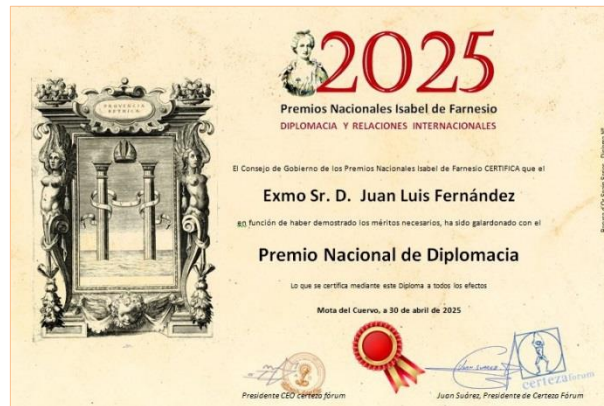 2025
Premios Nacionales Isabel de Farnesio
DIPLOMACIA Y RELACIONES INTERNACIONALES
PROVINCIA
BETHICA.
El Consejo de Gobierno de los Premios Nacionales Isabel de Farnesio CERTIFICA que el
Exmo Sr. D. Juan Luis Fernández
en función de haber demostrado los méritos necesarios, ha sido galardonado con el
Premio Nacional de Diplomacia
Lo que se certifica mediante este Diploma a todos los efectos
Mota del Cuervo, a 30 de abril de 2025
Juan Suárez
certeza fórum
Presidente CEO certeza fórum
Juan Suárez, Presidente de Certeza Fórum